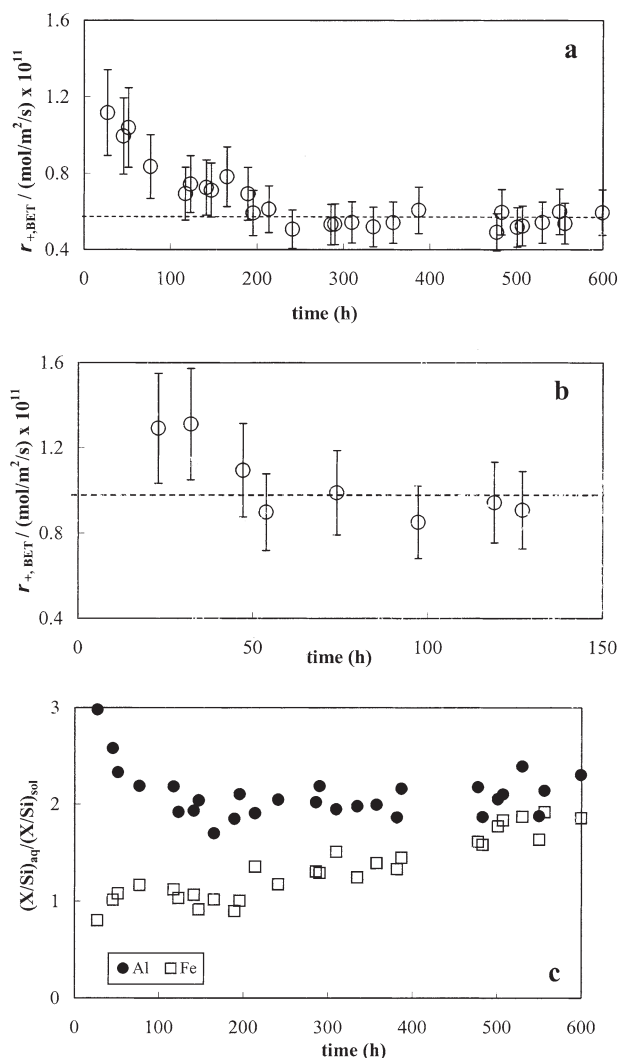 1.6
a
1.2
0.8
0.4
r+,BET / (mol/m²/s) x 10¹¹
0 100 200 300 400 500 600
time (h)
1.6
b
1.2
0.8
0.4
r+,BET / (mol/m²/s) x 10¹¹
0 50 100 150
time (h)
3
2
1
0
(X/Si)aq/(X/Si)sol
Al Fe
c
0 100 200 300 400 500 600
time (h)